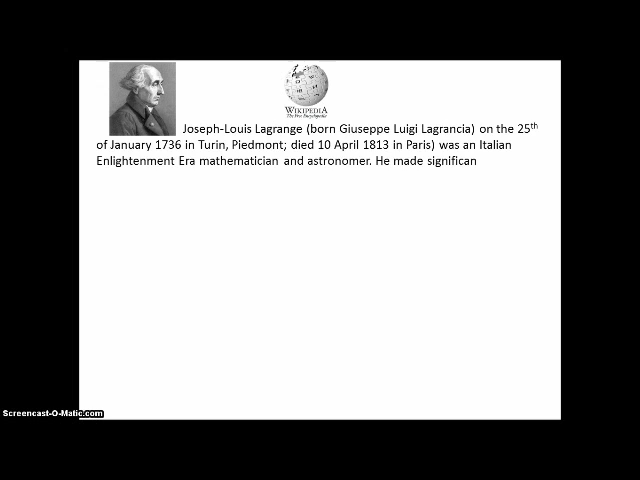 WIKIPEDIA
The Free Encyclopedia
Joseph-Louis Lagrange (born Giuseppe Luigi Lagrancia) on the 25th
of January 1736 in Turin, Piedmont; died 10 April 1813 in Paris) was an Italian
Enlightenment Era mathematician and astronomer. He made significan
Screencast-O-Matic.com